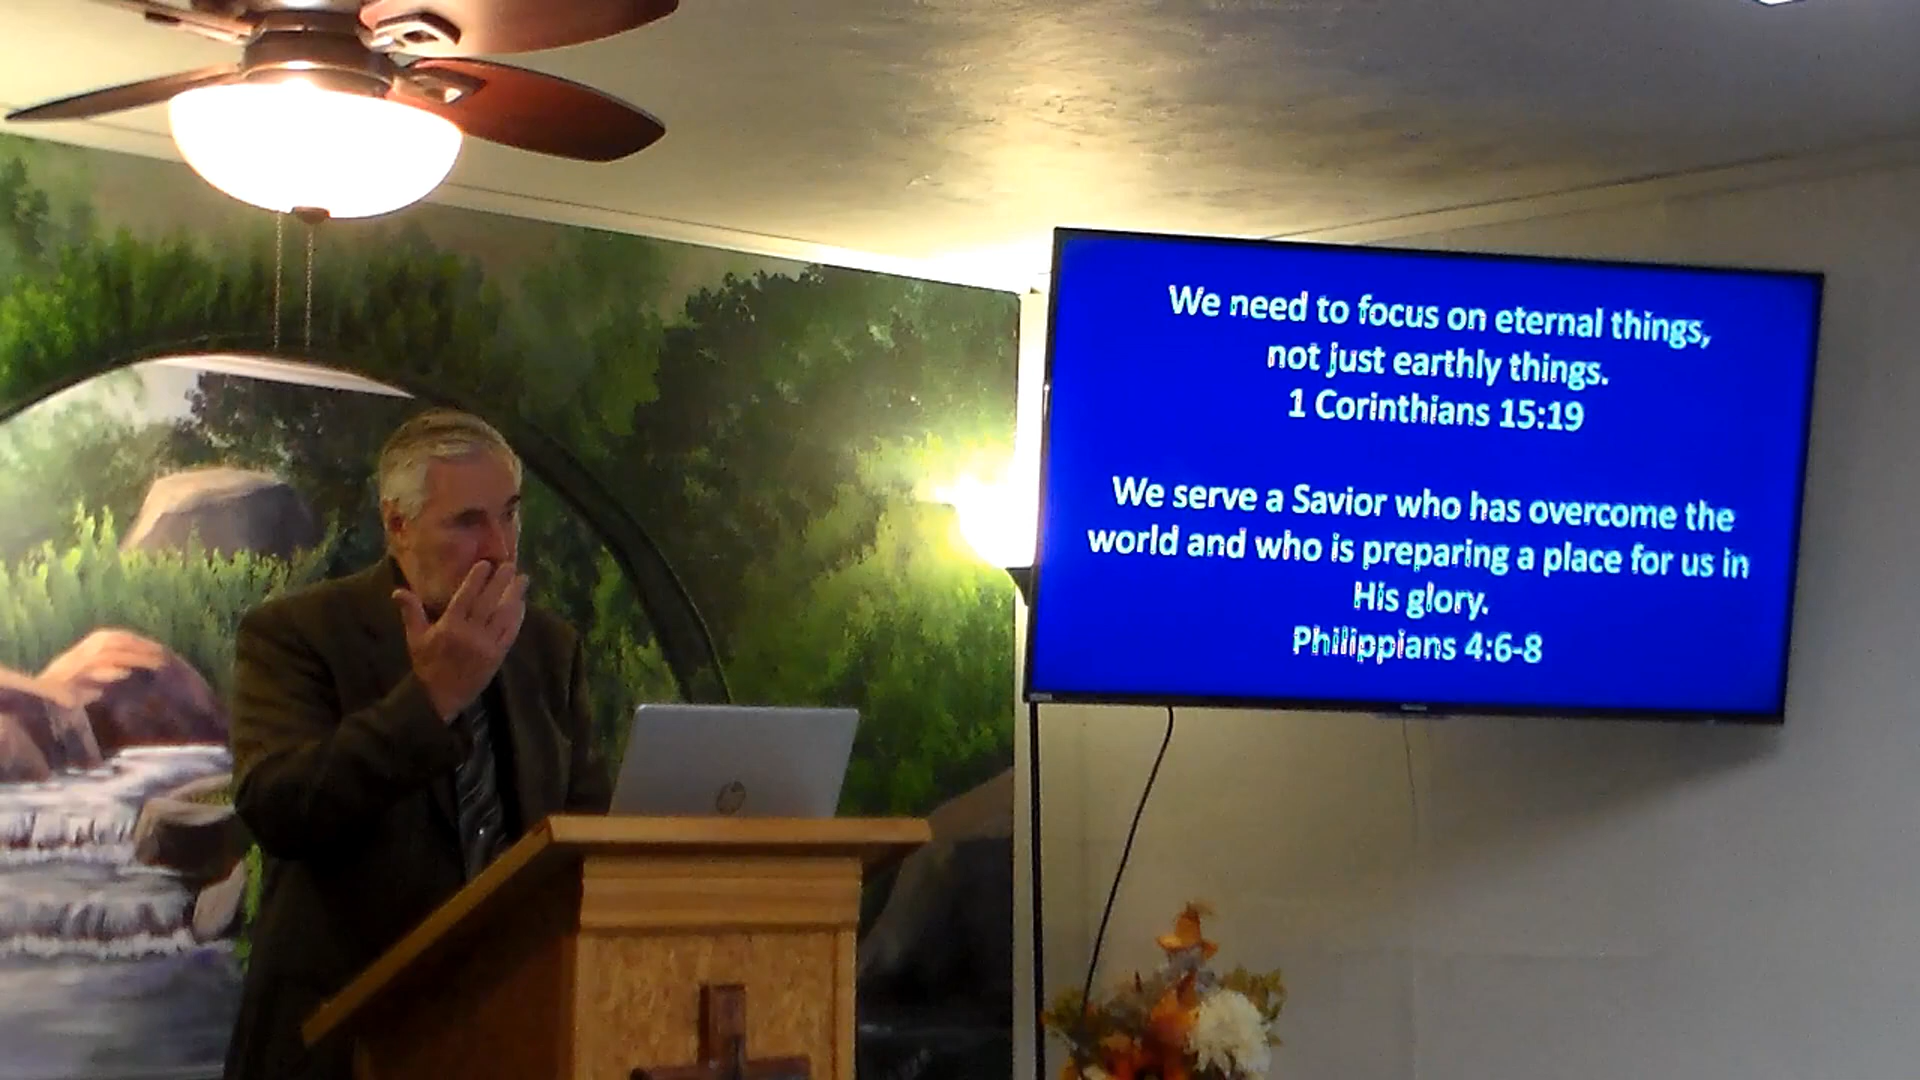 We need to focus on eternal things,
not just earthly things.
1 Corinthians 15:19
We serve a Savior who has overcome the
world and who is preparing a place for us in
His glory.
Philippians 4:6-8